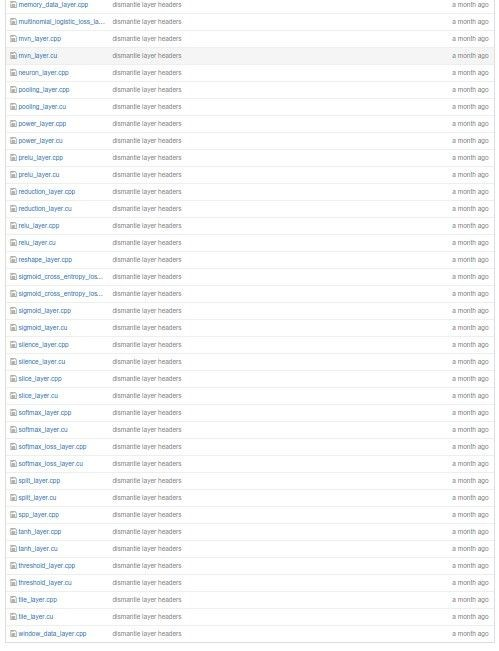 memory_data_layer.cpp dismantle layer headers a month ago
multinomial_logistic_loss_la... dismantle layer headers a month ago
mvn_layer.cpp dismantle layer headers a month ago
mvn_layer.cu dismantle layer headers a month ago
neuron_layer.cpp dismantle layer headers a month ago
pooling_layer.cpp dismantle layer headers a month ago
pooling_layer.cu dismantle layer headers a month ago
power_layer.cpp dismantle layer headers a month ago
power_layer.cu dismantle layer headers a month ago
prelu_layer.cpp dismantle layer headers a month ago
prelu_layer.cu dismantle layer headers a month ago
reduction_layer.cpp dismantle layer headers a month ago
reduction_layer.cu dismantle layer headers a month ago
relu_layer.cpp dismantle layer headers a month ago
relu_layer.cu dismantle layer headers a month ago
reshape_layer.cpp dismantle layer headers a month ago
sigmoid_cross_entropy_los... dismantle layer headers a month ago
sigmoid_cross_entropy_los... dismantle layer headers a month ago
sigmoid_layer.cpp dismantle layer headers a month ago
sigmoid_layer.cu dismantle layer headers a month ago
silence_layer.cpp dismantle layer headers a month ago
silence_layer.cu dismantle layer headers a month ago
slice_layer.cpp dismantle layer headers a month ago
slice_layer.cu dismantle layer headers a month ago
softmax_layer.cpp dismantle layer headers a month ago
softmax_layer.cu dismantle layer headers a month ago
softmax_loss_layer.cpp dismantle layer headers a month ago
softmax_loss_layer.cu dismantle layer headers a month ago
split_layer.cpp dismantle layer headers a month ago
split_layer.cu dismantle layer headers a month ago
spp_layer.cpp dismantle layer headers a month ago
tanh_layer.cpp dismantle layer headers a month ago
tanh_layer.cu dismantle layer headers a month ago
threshold_layer.cpp dismantle layer headers a month ago
threshold_layer.cu dismantle layer headers a month ago
tile_layer.cpp dismantle layer headers a month ago
tile_layer.cu dismantle layer headers a month ago
window_data_layer.cpp dismantle layer headers a month ago